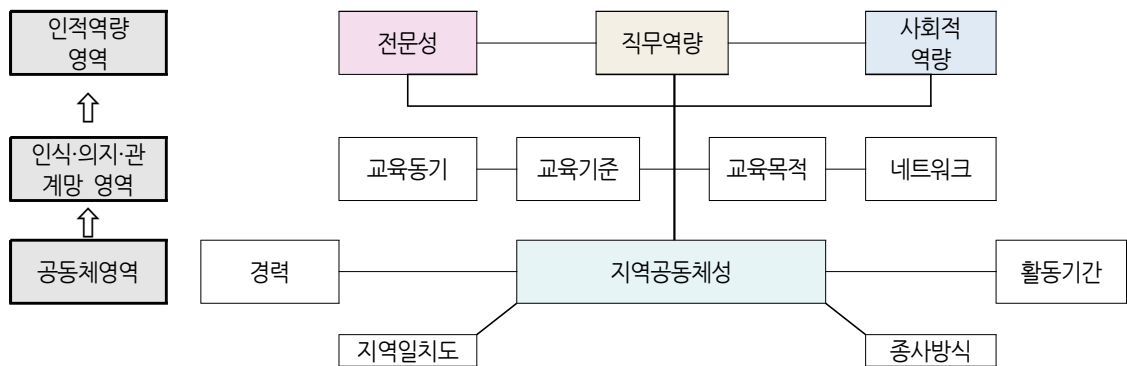 인적역량
영역
전문성
직무역량
사회적
역량
인식·의지·관
계망 영역
교육동기
교육기준
교육목적
네트워크
공동체영역
경력
지역공동체성
활동기간
지역일치도
종사방식